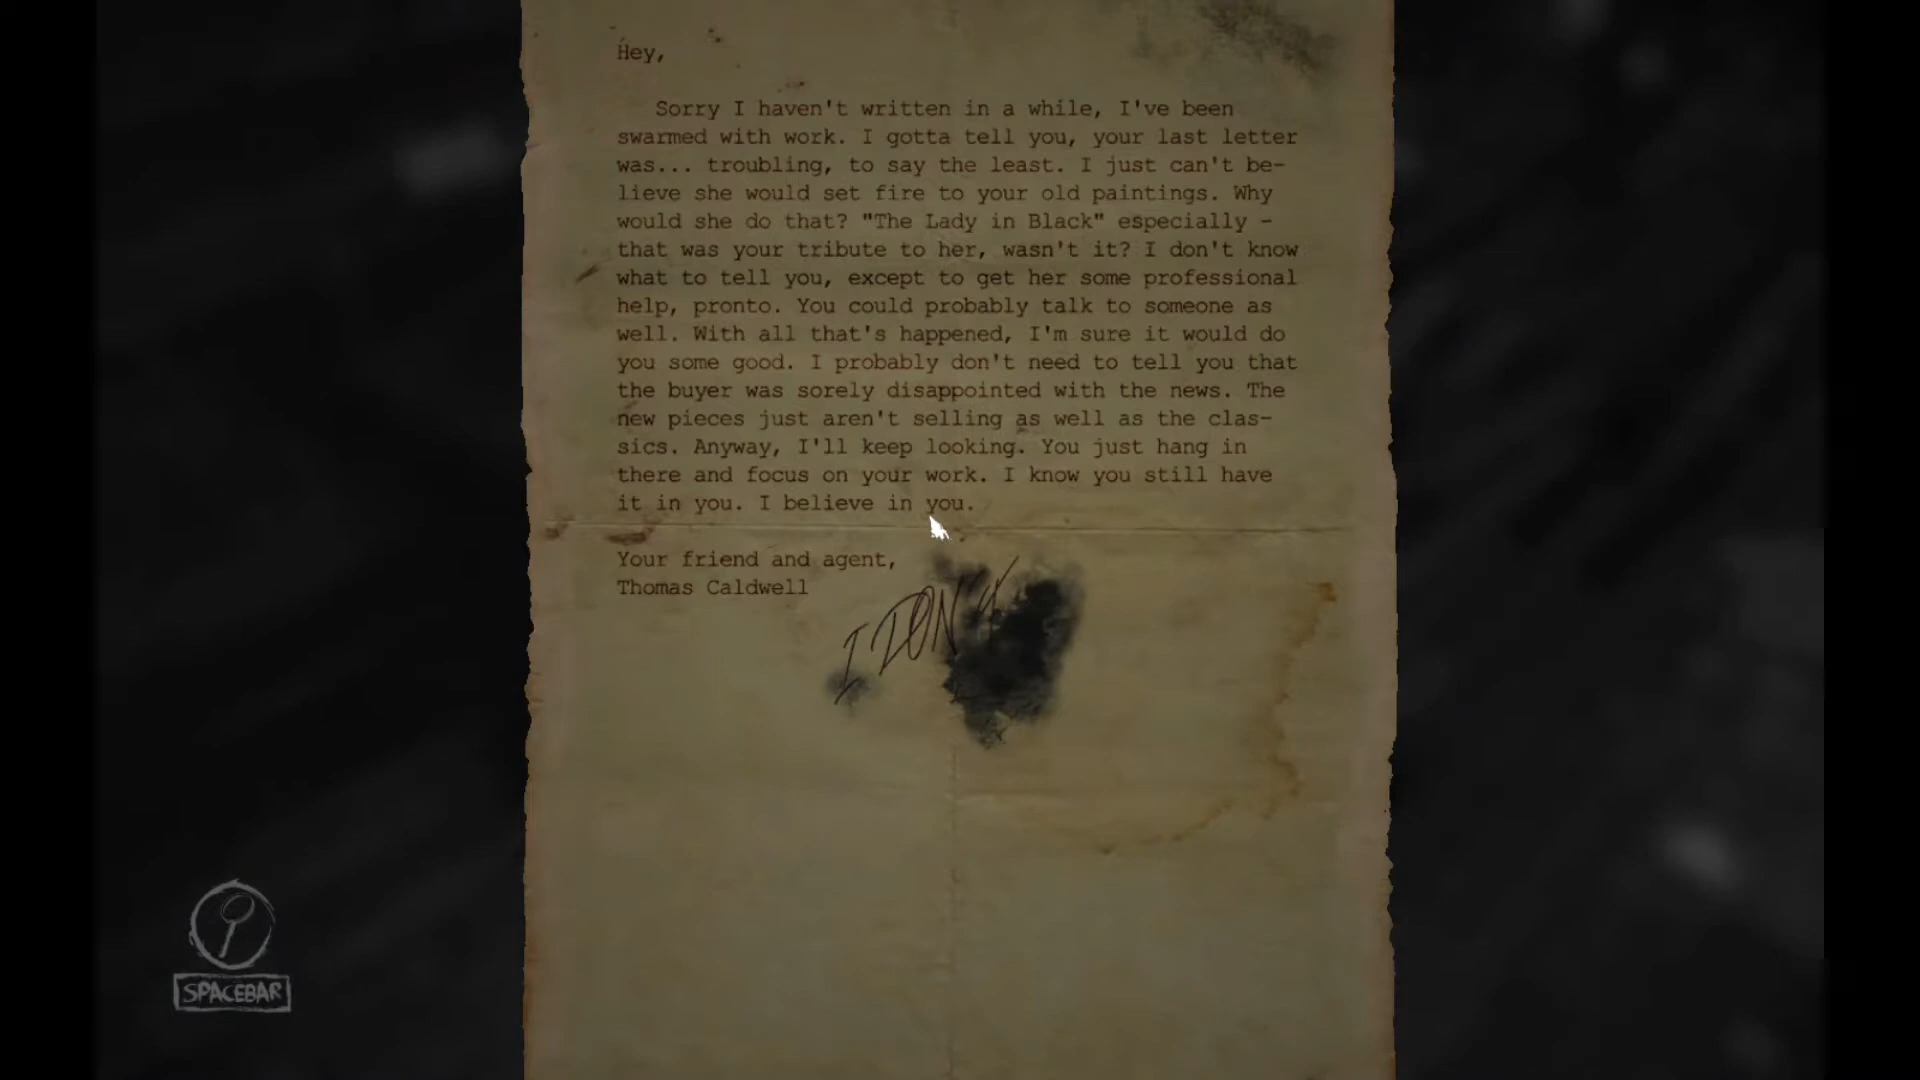 Hey,
Sorry I haven't written in a while, I've been
swarmed with work. I gotta tell you, your last letter
was... troubling, to say the least. I just can't be-
lieve she would set fire to your old paintings. Why
would she do that? "The Lady in Black" especially -
that was your tribute to her, wasn't it? I don't know
what to tell you, except to get her some professional
help, pronto. You could probably talk to someone as
well. With all that's happened, I'm sure it would do
you some good. I probably don't need to tell you that
the buyer was sorely disappointed with the news. The
new pieces just aren't selling as well as the clas-
sics. Anyway, I'll keep looking. You just hang in
there and focus on your work. I know you still have
it in you. I believe in you.
Your friend and agent,
Thomas Caldwell
I DON'T
SPACEBAR